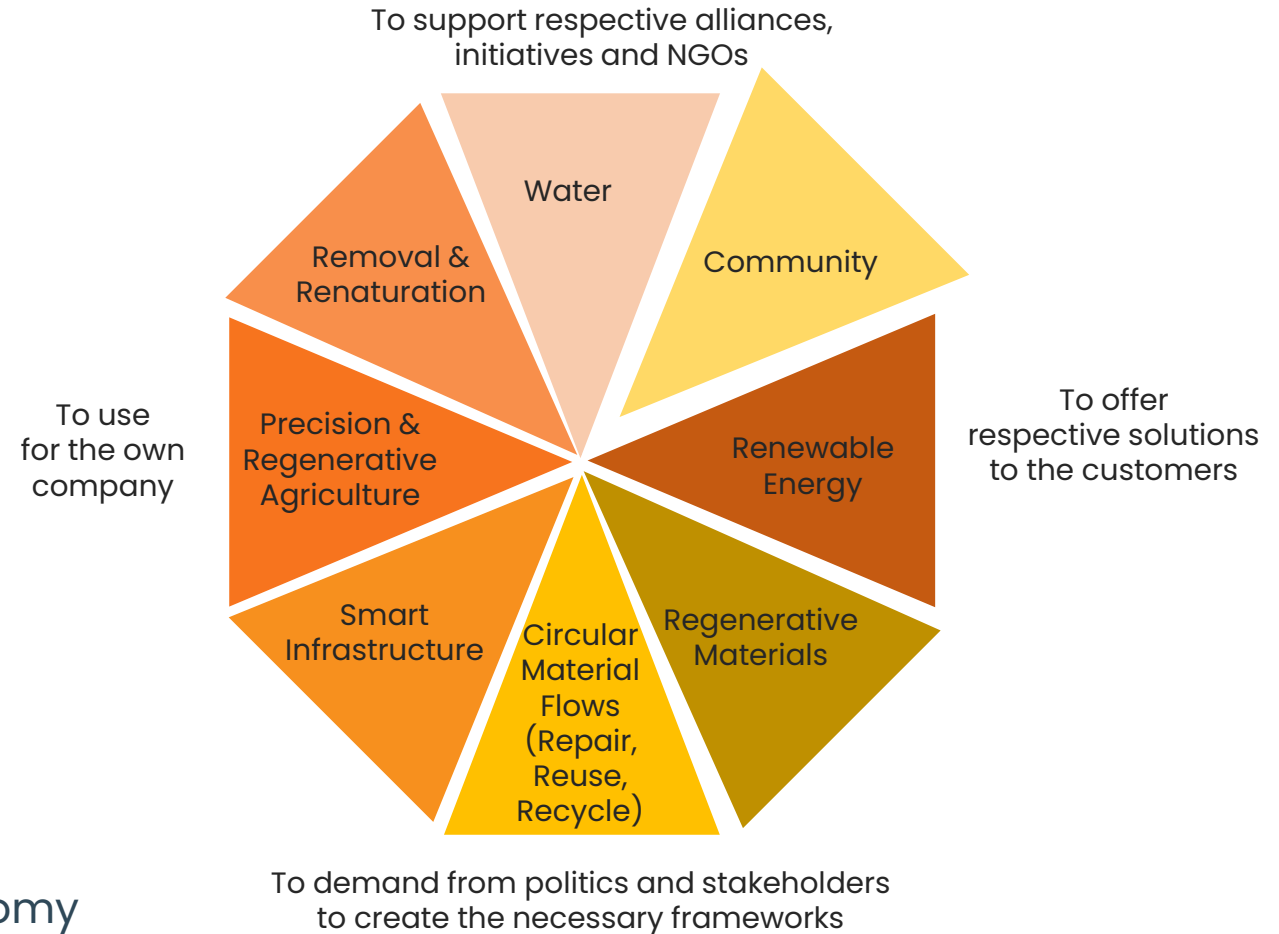 To support respective alliances,
initiatives and NGOs
Water
Community
Removal &
Renaturation
To use
for the own
company
Precision &
Regenerative
Agriculture
Renewable
Energy
To offer
respective solutions
to the customers
Smart
Infrastructure
Circular
Material
Flows
(Repair,
Reuse,
Recycle)
Regenerative
Materials
To demand from politics and stakeholders
to create the necessary frameworks
omy